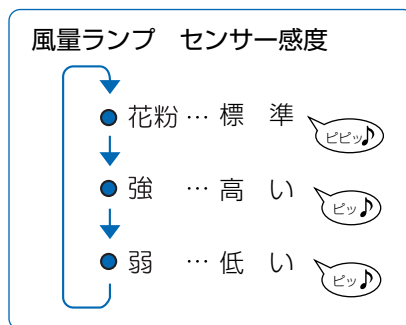 風量ランプ　センサー感度
花粉 … 標　準
ピピッ♪
強　 … 高　い
ピッ♪
弱　 … 低　い
ピッ♪